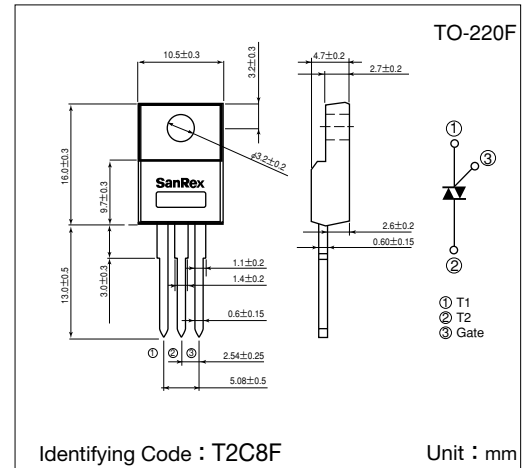 TO-220F
10.5±0.3
3.2±0.3
4.7±0.2
2.7±0.2
16.0±0.3
9.7±0.3
φ3.2±0.2
SanRex
13.0±0.5
3.0±0.3
1.1±0.2
1.4±0.2
0.6±0.15
2.6±0.2
0.60±0.15
① ② ③
2.54±0.25
5.08±0.5
①
③
②
① T1
② T2
③ Gate
Identifying Code：T2C8F
Unit：mm